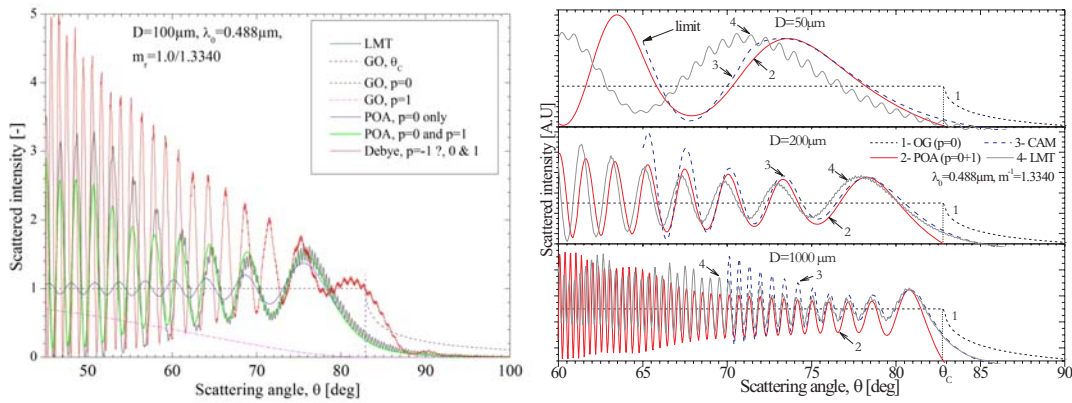 D=100μm, λ₀=0.488μm,
mᵣ=1.0/1.3340
LMT
GO, θ_C
GO, p=0
GO, p=1
POA, p=0 only
POA, p=0 and p=1
Debye, p=-1 ?, 0 & 1
Scattered intensity [-]
5
4
3
2
1
0
50
60
70
80
90
100
Scattering angle, θ [deg]
D=50μm
4
limit
3
2
1
D=200μm
1- OG (p=0)
3- CAM
2- POA (p=0+1)
4- LMT
λ₀=0.488μm, m⁻¹=1.3340
3
4
1
2
D=1000 μm
4
3
1
2
Scattered intensity [A.U]
60
65
70
75
80
θ_C
85
90
Scattering angle, θ [deg]